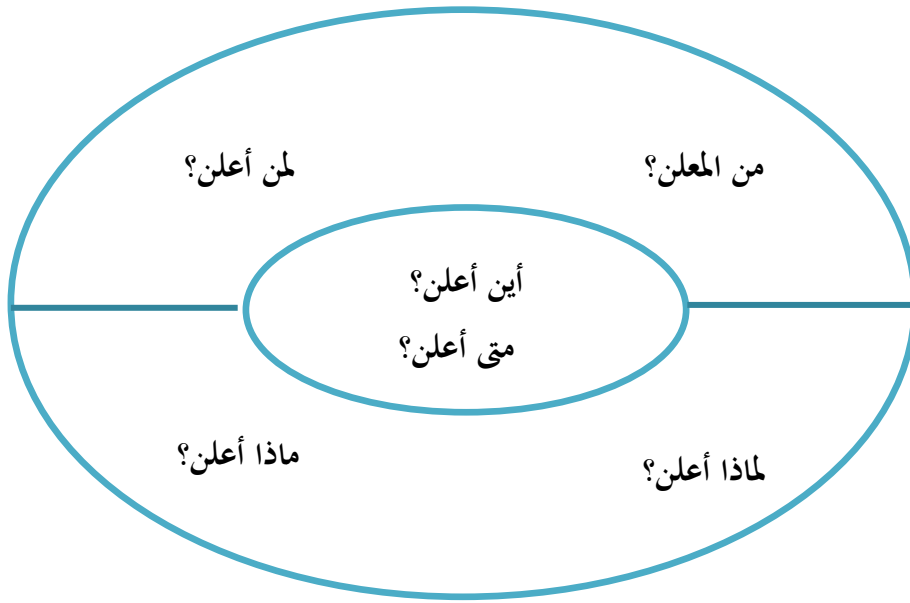 من المعلن؟
لمن أعلن؟
أين أعلن؟
متى أعلن؟
لماذا أعلن؟
ماذا أعلن؟